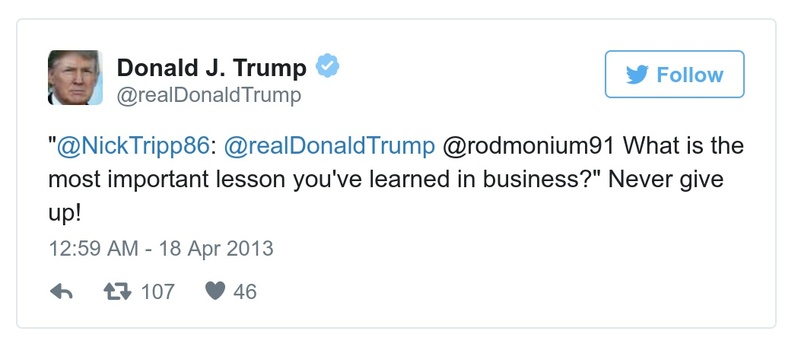 Donald J. Trump
Follow
@realDonaldTrump
"@NickTripp86: @realDonaldTrump @rodmonium91 What is the
most important lesson you've learned in business?" Never give
up!
12:59 AM - 18 Apr 2013
107 46